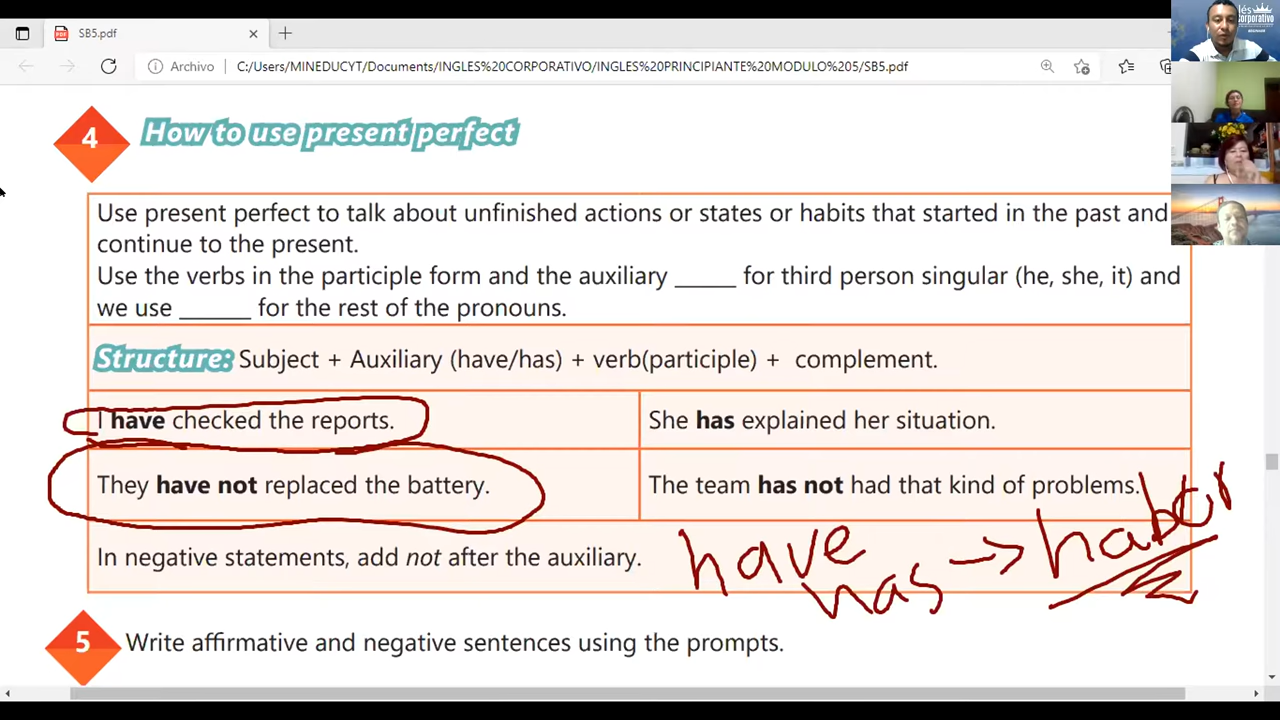 SB5.pdf
Archivo
C:/Users/MINEDUCYT/Documents/INGLES%20CORPORATIVO/INGLES%20PRINCIPIANTE%20MODULO%205/SB5.pdf
lés
Corporativo
4
How to use present perfect
Use present perfect to talk about unfinished actions or states or habits that started in the past and
continue to the present.
Use the verbs in the participle form and the auxiliary _____ for third person singular (he, she, it) and
we use ______ for the rest of the pronouns.
Structure: Subject + Auxiliary (have/has) + verb(participle) + complement.
I have checked the reports.
She has explained her situation.
They have not replaced the battery.
The team has not had that kind of problems.
In negative statements, add not after the auxiliary.
have
has → haber
5
Write affirmative and negative sentences using the prompts.